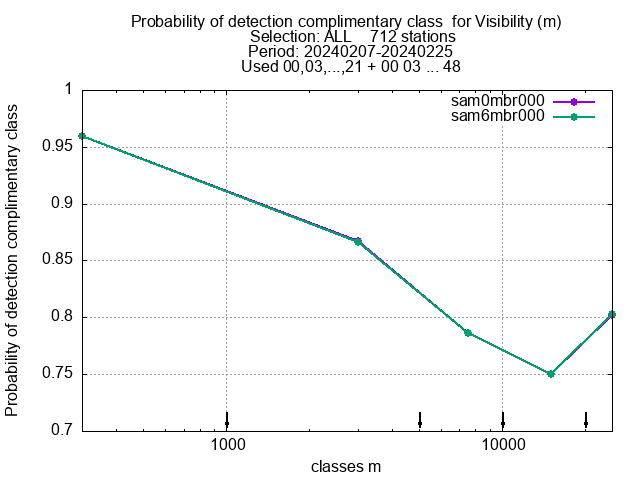 Probability of detection complimentary class  for Visibility (m)
Selection: ALL    712 stations
Period: 20240207-20240225
Used 00,03,...,21 + 00 03 ... 48
sam0mbr000
sam6mbr000
1
0.95
0.9
0.85
0.8
0.75
0.7
Probability of detection complimentary class
1000
10000
classes m